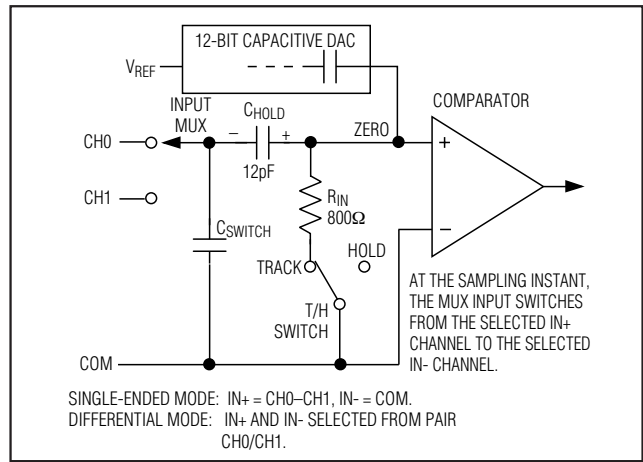 12-BIT CAPACITIVE DAC
VREF
COMPARATOR
INPUT
MUX
CHOLD
ZERO
− +
+
CH0
12pF
RIN
800Ω
CH1
−
CSWITCH
HOLD
TRACK
AT THE SAMPLING INSTANT,
THE MUX INPUT SWITCHES
FROM THE SELECTED IN+
CHANNEL TO THE SELECTED
IN- CHANNEL.
T/H
SWITCH
COM
SINGLE-ENDED MODE: IN+ = CH0–CH1, IN- = COM.
DIFFERENTIAL MODE: IN+ AND IN- SELECTED FROM PAIR
CH0/CH1.